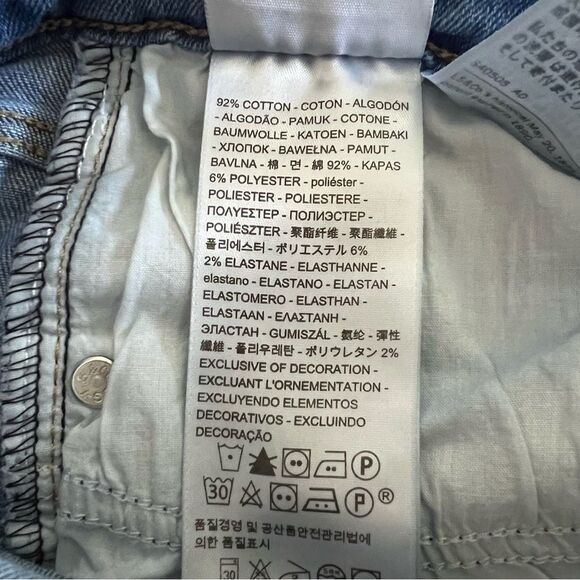 92% COTTON - COTON - ALGODÓN
- ALGODÃO - PAMUK - COTONE -
BAUMWOLLE - KATOEN - BAMBAKI
- ХЛОПОК - BAWEŁNA - PAMUT -
BAVLNA - 棉 - 면 - 綿 92% - KAPAS
6% POLYESTER - poliéster -
POLIESTER - POLIESTERE -
ΠΟΛΥΕΣΤΕΡ - ПОЛИЭСТЕР -
POLIÉSZTER - 聚酯纤维 - 聚酯纖維 -
폴리에스터 - ポリエステル 6%
2% ELASTANE - ELASTHANNE -
elastano - ELASTANO - ELASTAN -
ELASTOMERO - ELASTHAN -
ELASTAAN - ΕΛΑΣΤΑΝΗ -
ЭЛАСТАН - GUMISZÁL - 氨纶 - 彈性
纖維 - 폴리우레탄 - ポリウレタン 2%
EXCLUSIVE OF DECORATION -
EXCLUANT L'ORNEMENTATION -
EXCLUYENDO ELEMENTOS
DECORATIVOS - EXCLUINDO
DECORAÇÃO
P
30 P ®
품질경영 및 공산품안전관리법에
의한 품질표시
30
540505 AD